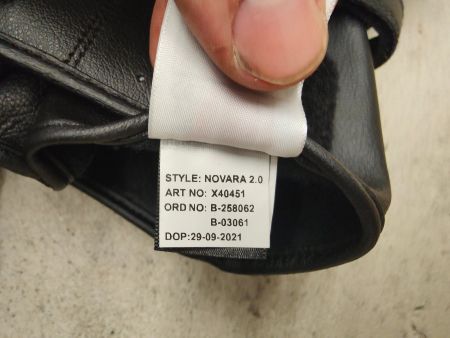 STYLE: NOVARA 2.0
ART NO: X40451
ORD NO: B-258062
B-03061
DOP:29-09-2021